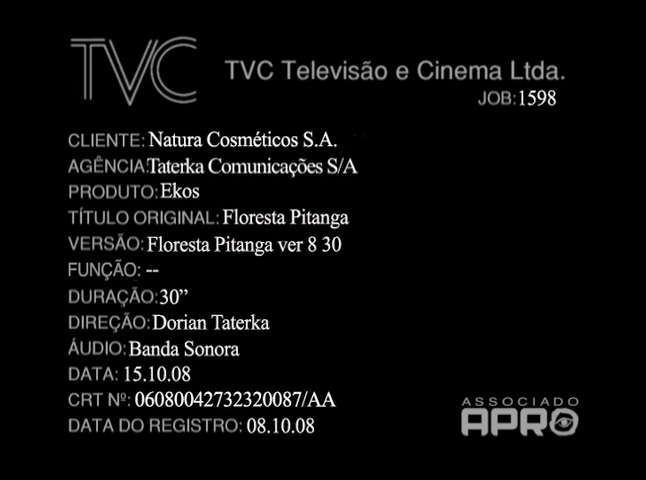 TVC
TVC Televisão e Cinema Ltda.
JOB:1598
CLIENTE: Natura Cosméticos S.A.
AGÊNCIA:Taterka Comunicações S/A
PRODUTO: Ekos
TÍTULO ORIGINAL: Floresta Pitanga
VERSÃO: Floresta Pitanga ver 8 30
FUNÇÃO: --
DURAÇÃO:30”
DIREÇÃO: Dorian Taterka
ÁUDIO: Banda Sonora
DATA: 15.10.08
CRT Nº: 06080042732320087/AA
DATA DO REGISTRO: 08.10.08
ASSOCIADO
APRO